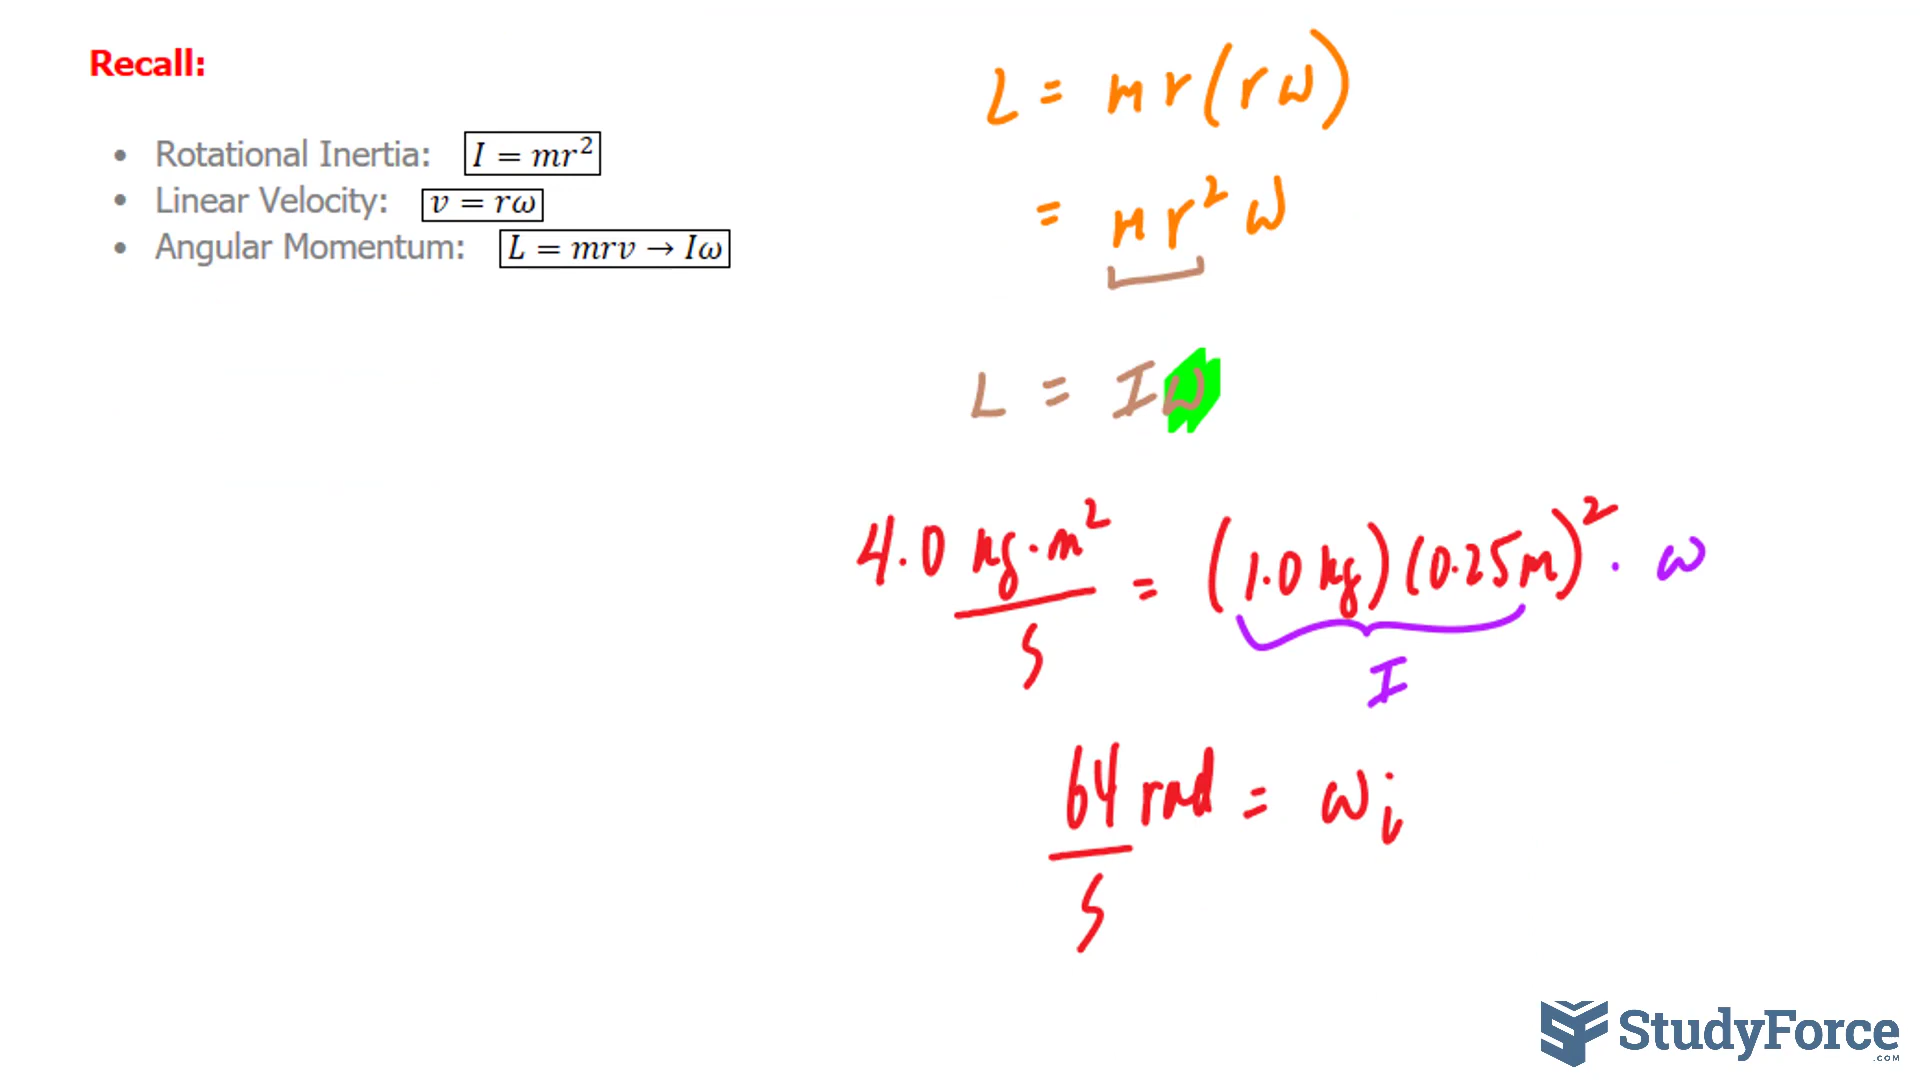 Recall:
• Rotational Inertia: I = mr²
• Linear Velocity: v = rω
• Angular Momentum: L = mrv → Iω
L = mr(rω)
= mr²ω
L = Iω
4.0 kg·m²/s = (1.0 kg)(0.25m)² · ω
I
64 rad/s = ωi
StudyForce
.COM